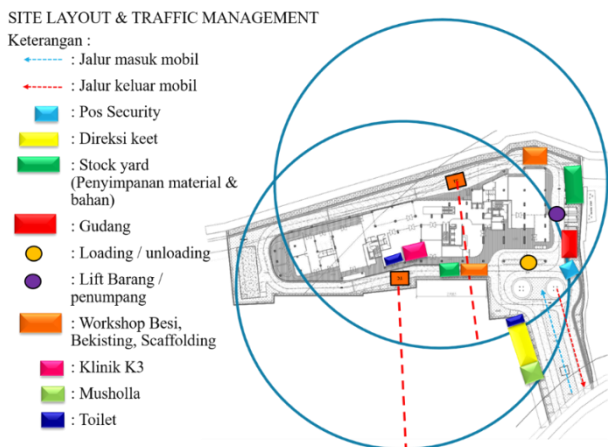 SITE LAYOUT & TRAFFIC MANAGEMENT
Keterangan :
: Jalur masuk mobil
: Jalur keluar mobil
: Pos Security
: Direksi keet
: Stock yard
(Penyimpanan material &
bahan)
: Gudang
: Loading / unloading
: Lift Barang /
penumpang
: Workshop Besi,
Bekisting, Scaffolding
: Klinik K3
: Musholla
: Toilet